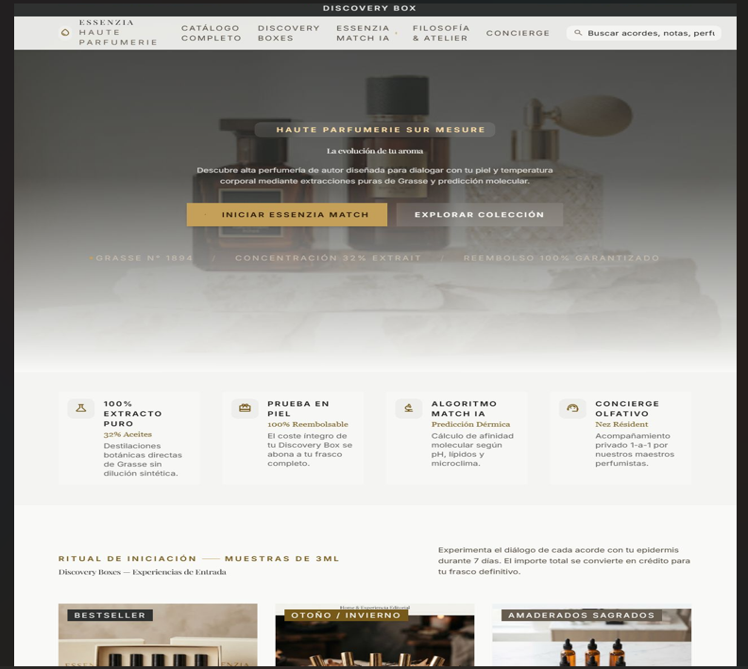 DISCOVERY BOX
ESSENZIA
HAUTE
PARFUMERIE
CATÁLOGO
COMPLETO
DISCOVERY
BOXES
ESSENZIA
MATCH IA
FILOSOFÍA
& ATELIER
CONCIERGE
Buscar acordes, notas, perfu
HAUTE PARFUMERIE SUR MESURE
La evolución de tu aroma
Descubre alta perfumería de autor diseñada para dialogar con tu piel y temperatura
corporal mediante extracciones puras de Grasse y predicción molecular.
INICIAR ESSENZIA MATCH
EXPLORAR COLECCIÓN
GRASSE N° 1894 / CONCENTRACIÓN 32% EXTRAIT / REEMBOLSO 100% GARANTIZADO
100%
EXTRACTO
PURO
32% Aceites
Destilaciones
botánicas directas
de Grasse sin
dilución sintética.
PRUEBA EN
PIEL
100% Reembolsable
El coste íntegro de
tu Discovery Box se
abona a tu frasco
completo.
ALGORITMO
MATCH IA
Predicción Dérmica
Cálculo de afinidad
molecular según
pH, lípidos y
microclima.
CONCIERGE
OLFATIVO
Nez Résident
Acompañamiento
privado 1-a-1 por
nuestros maestros
perfumistas.
RITUAL DE INICIACIÓN — MUESTRAS DE 3ML
Discovery Boxes — Experiencias de Entrada
Experimenta el diálogo de cada acorde con tu epidermis
durante 7 días. El importe total se convierte en crédito para
tu frasco definitivo.
BESTSELLER
ESSENZIA
OTOÑO / INVIERNO
AMADERADOS SAGRADOS